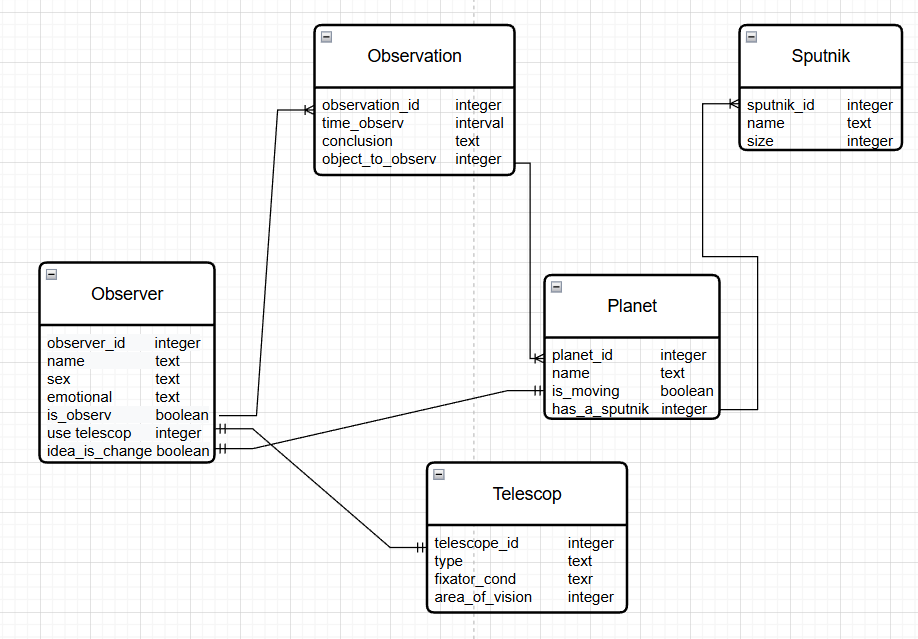 Observation
observation_id integer
time_observ interval
conclusion text
object_to_observ integer
Sputnik
sputnik_id integer
name text
size integer
Observer
observer_id integer
name text
sex text
emotional text
is_observ boolean
use telescop integer
idea_is_change boolean
Planet
planet_id integer
name text
is_moving boolean
has_a_sputnik integer
Telescop
telescope_id integer
type text
fixator_cond texr
area_of_vision integer